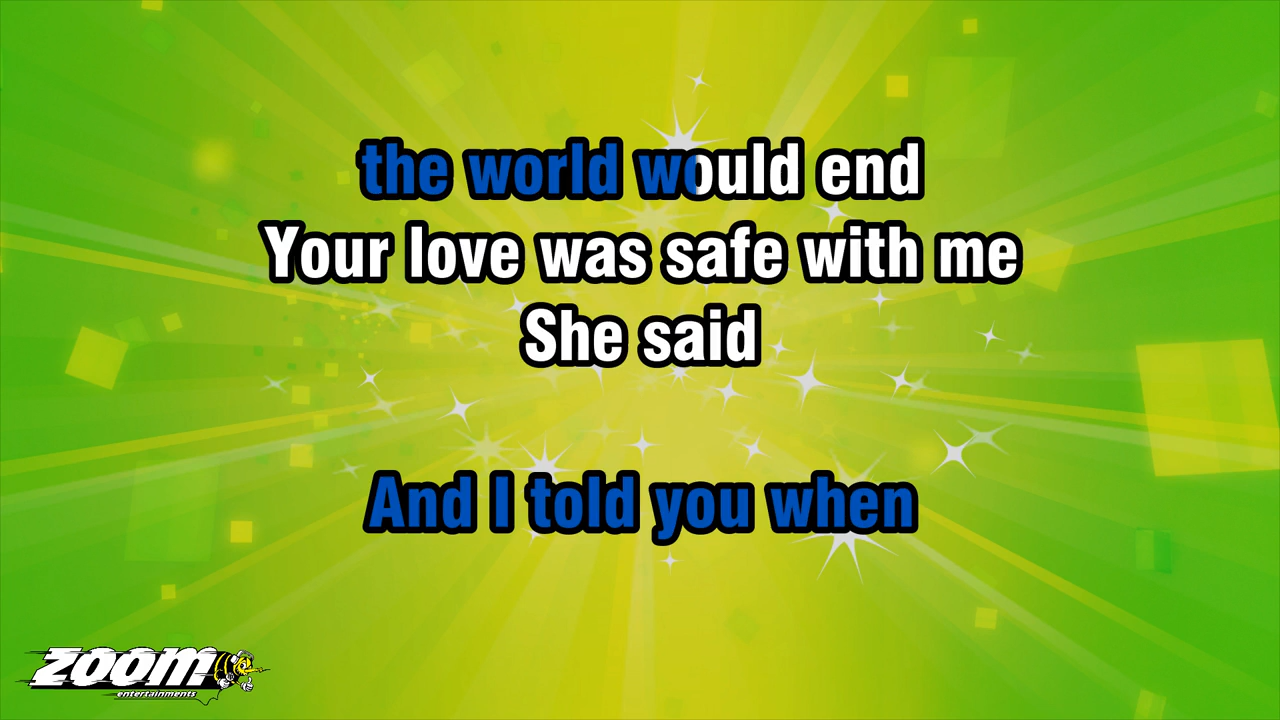 the world would end
Your love was safe with me
She said
And I told you when
zoom
entertainments